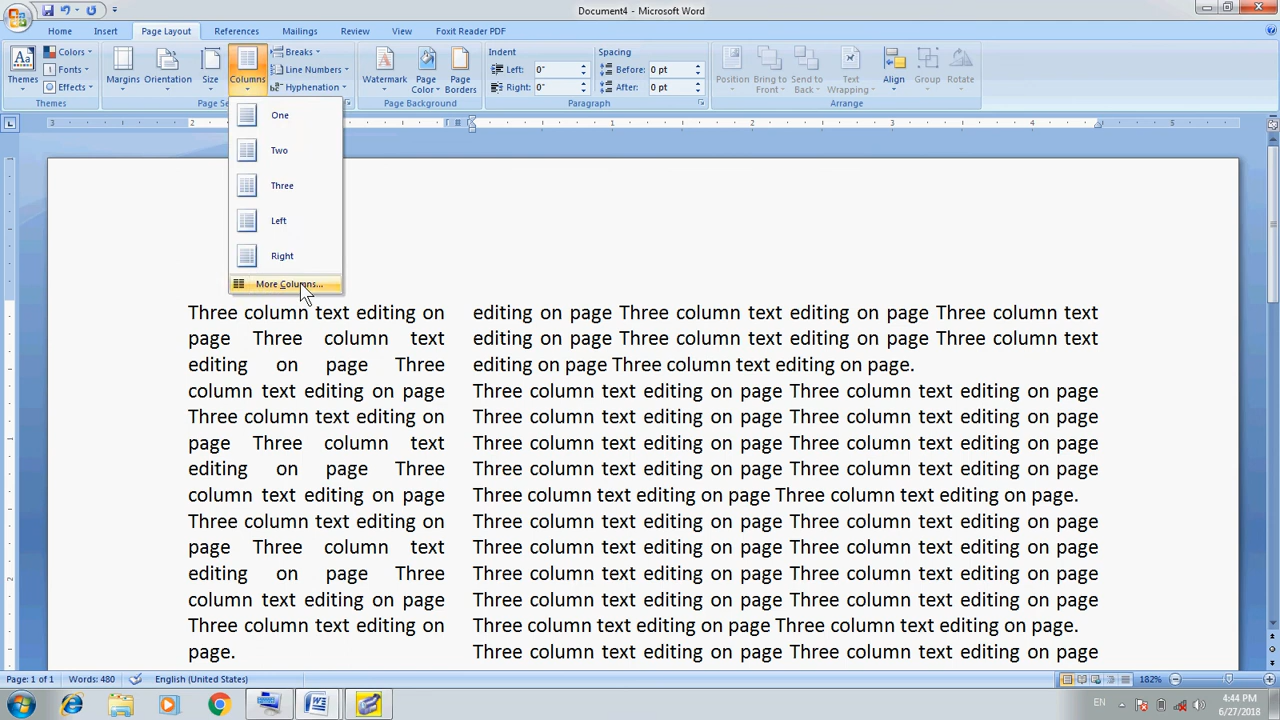 Document4 - Microsoft Word
Home Insert Page Layout References Mailings Review View Foxit Reader PDF
Themes
Colors
Fonts
Effects
Themes
Margins
Orientation
Size
Columns
Breaks
Line Numbers
Hyphenation
Page Se
Watermark
Page Color
Page Borders
Page Background
Indent
Left: 0"
Right: 0"
Spacing
Before: 0 pt
After: 0 pt
Paragraph
Position
Bring to Front
Send to Back
Text Wrapping
Align
Group
Rotate
Arrange
3 2 2 3 4 5
One
Two
Three
Left
Right
More Columns...
Three column text editing on
page Three column text
editing on page Three
column text editing on page
Three column text editing on
page Three column text
editing on page Three
column text editing on page
Three column text editing on
page Three column text
editing on page Three
column text editing on page
Three column text editing on
page.
editing on page Three column text editing on page Three column text
editing on page Three column text editing on page Three column text
editing on page Three column text editing on page.
Three column text editing on page Three column text editing on page
Three column text editing on page Three column text editing on page
Three column text editing on page Three column text editing on page
Three column text editing on page Three column text editing on page
Three column text editing on page Three column text editing on page.
Three column text editing on page Three column text editing on page
Three column text editing on page Three column text editing on page
Three column text editing on page Three column text editing on page
Three column text editing on page Three column text editing on page
Three column text editing on page Three column text editing on page.
Three column text editing on page Three column text editing on page
Page: 1 of 1 Words: 480 English (United States) 182%
EN 4:44 PM
6/27/2018